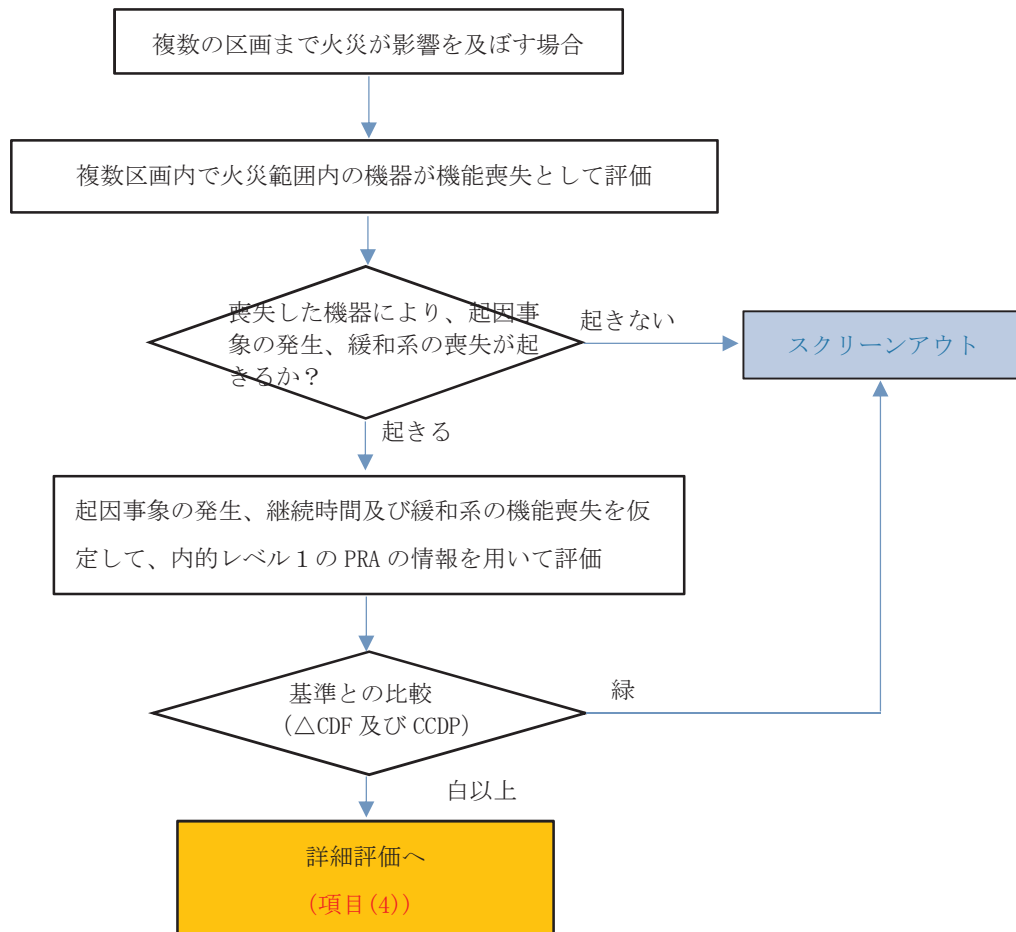 複数の区画まで火災が影響を及ぼす場合
複数区画内で火災範囲内の機器が機能喪失として評価
喪失した機器により、起因事
象の発生、緩和系の喪失が起
きるか？
起きない
スクリーンアウト
起きる
起因事象の発生、継続時間及び緩和系の機能喪失を仮
定して、内的レベル１の PRA の情報を用いて評価
基準との比較
（△CDF 及び CCDP）
緑
白以上
詳細評価へ
（項目(4)）